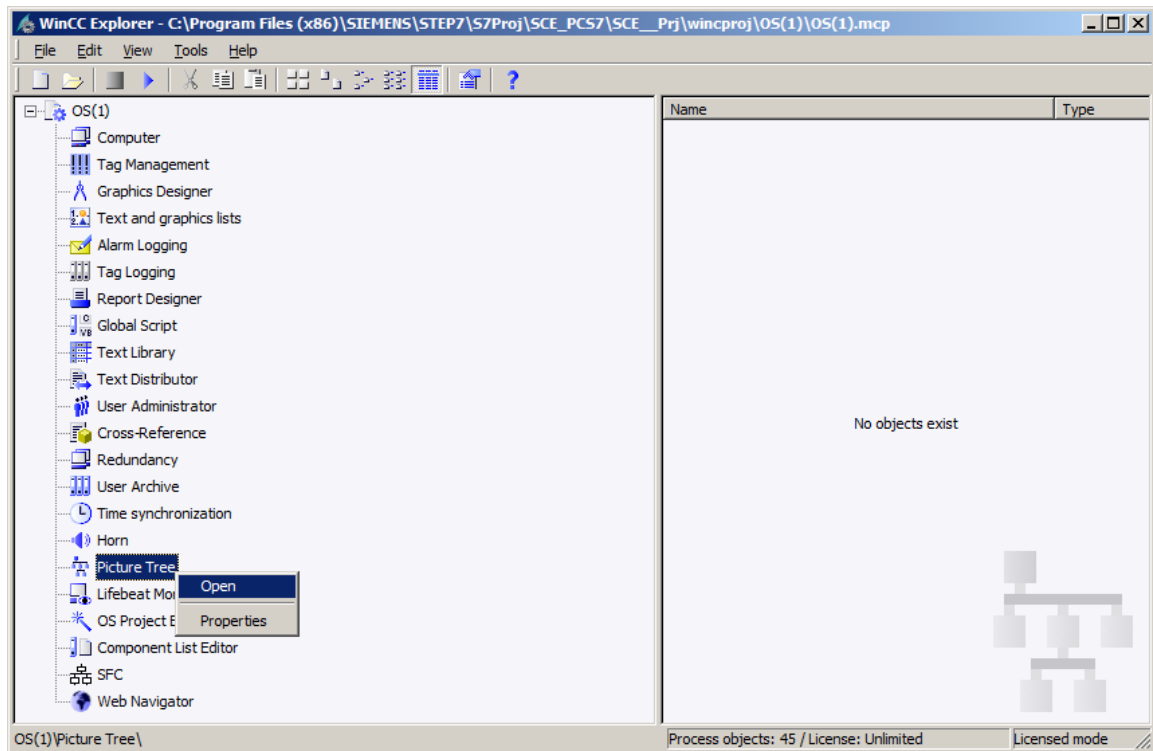 WinCC Explorer - C:\Program Files (x86)\SIEMENS\STEP7\S7Proj\SCE_PCS7\SCE__Prj\wincproj\OS(1)\OS(1).mcp
File Edit View Tools Help
OS(1)
Computer
Tag Management
Graphics Designer
Text and graphics lists
Alarm Logging
Tag Logging
Report Designer
Global Script
Text Library
Text Distributor
User Administrator
Cross-Reference
Redundancy
User Archive
Time synchronization
Horn
Picture Tree
Lifebeat Mo
OS Project E
Component List Editor
SFC
Web Navigator
Open
Properties
Name Type
No objects exist
OS(1)\Picture Tree\ Process objects: 45 / License: Unlimited Licensed mode